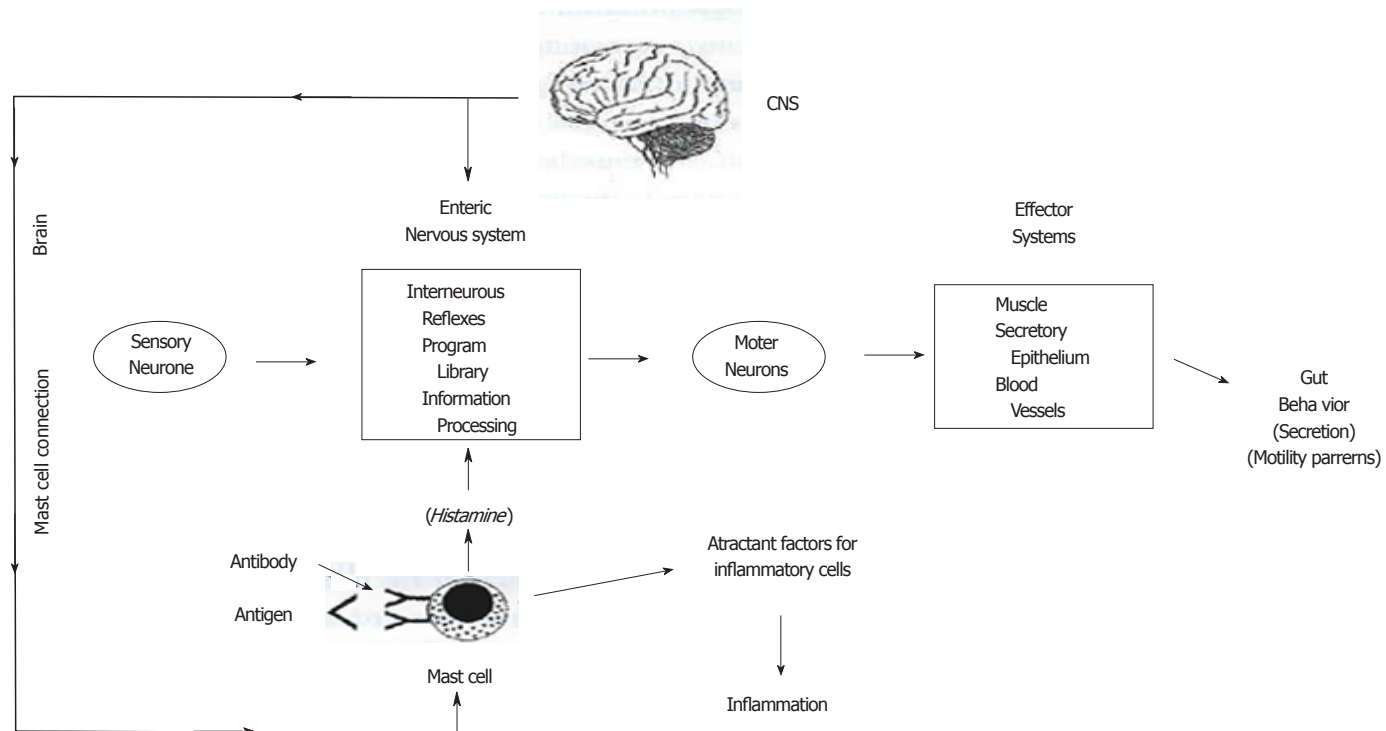 CNS
Enteric
Nervous system
Effector
Systems
Brain
Mast cell connection
Sensory
Neurone
Interneurous
Reflexes
Program
Library
Information
Processing
Moter
Neurons
Muscle
Secretory
Epithelium
Blood
Vessels
Gut
Beha vior
(Secretion)
(Motility parrerns)
(Histamine)
Antibody
Antigen
Mast cell
Atractant factors for
inflammatory cells
Inflammation